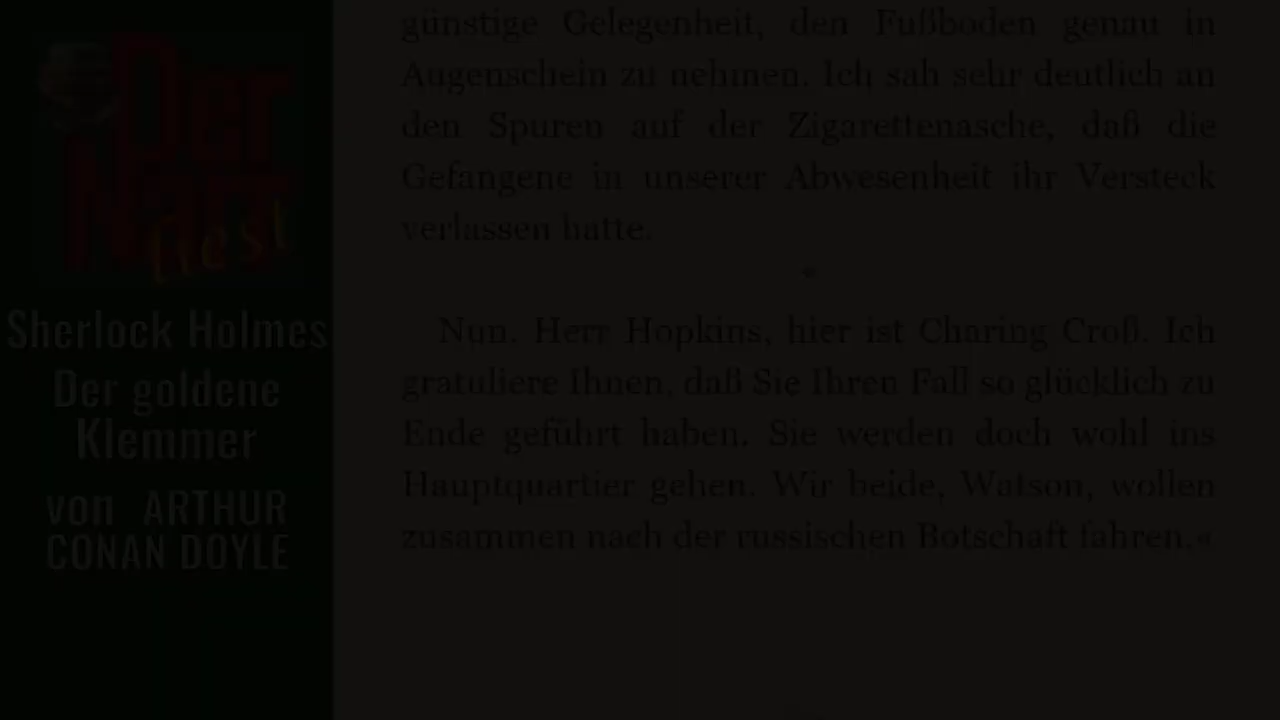 Der
Narr
liest
Sherlock Holmes
Der goldene
Klemmer
von ARTHUR
CONAN DOYLE
günstige Gelegenheit, den Fußboden genau in
Augenschein zu nehmen. Ich sah sehr deutlich an
den Spuren auf der Zigarettenasche, daß die
Gefangene in unserer Abwesenheit ihr Versteck
verlassen hatte.
*
Nun. Herr Hopkins, hier ist Charing Croß. Ich
gratuliere Ihnen, daß Sie Ihren Fall so glücklich zu
Ende geführt haben. Sie werden doch wohl ins
Hauptquartier gehen. Wir beide, Watson, wollen
zusammen nach der russischen Botschaft fahren.«